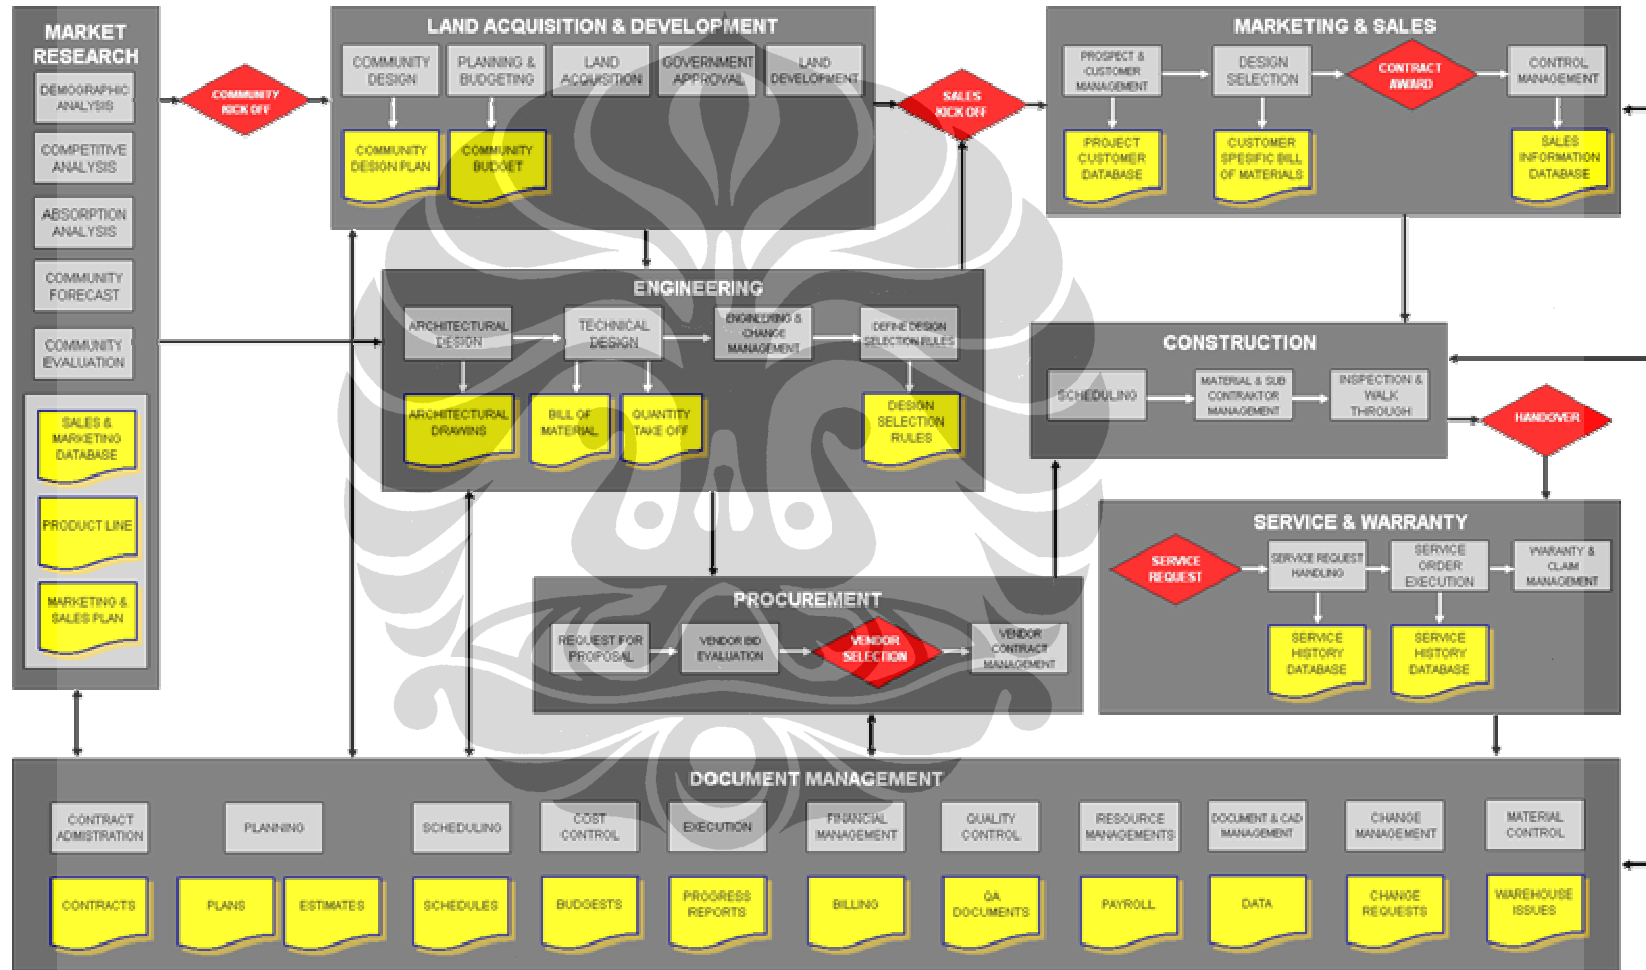 MARKET
RESEARCH
DEMOGRAPHIC
ANALYSIS
COMPETITIVE
ANALYSIS
ABSORPTION
ANALYSIS
COMMUNITY
FORECAST
COMMUNITY
EVALUATION
SALES &
MARKETING
DATABASE
PRODUCT LINE
MARKETING &
SALES PLAN
COMMUNITY
KICK OFF
LAND ACQUISITION & DEVELOPMENT
COMMUNITY
DESIGN
PLANNING &
BUDGETING
LAND
ACQUISITION
GOVERNMENT
APPROVAL
LAND
DEVELOPMENT
COMMUNITY
DESIGN PLAN
COMMUNITY
BUDGET
SALES
KICK OFF
MARKETING & SALES
PROSPECT &
CUSTOMER
MANAGEMENT
DESIGN
SELECTION
CONTRACT
AWARD
CONTROL
MANAGEMENT
PROJECT
CUSTOMER
DATABASE
CUSTOMER
SPESIFIC BILL
OF MATERIALS
SALES
INFORMATION
DATABASE
ENGINEERING
ARCHITECTURAL
DESIGN
TECHNICAL
DESIGN
ENGINEERING &
CHANGE
MANAGEMENT
DEFINE DESIGN
SELECTION RULES
ARCHITECTURAL
DRAWINS
BILL OF
MATERIAL
QUANTITY
TAKE OFF
DESIGN
SELECTION
RULES
CONSTRUCTION
SCHEDULING
MATERIAL & SUB
CONTRAKTOR
MANAGEMENT
INSPECTION &
WALK
THROUGH
HANDOVER
PROCUREMENT
REQUEST FOR
PROPOSAL
VENDOR BID
EVALUATION
VENDOR
SELECTION
VENDOR
CONTRACT
MANAGEMENT
SERVICE & WARRANTY
SERVICE
REQUEST
SERVICE REQUEST
HANDLING
SERVICE
ORDER
EXECUTION
WARANTY &
CLAIM
MANAGEMENT
SERVICE
HISTORY
DATABASE
SERVICE
HISTORY
DATABASE
DOCUMENT MANAGEMENT
CONTRACT
ADMISTRATION
PLANNING
SCHEDULING
COST
CONTROL
EXECUTION
FINANCIAL
MANAGEMENT
QUALITY
CONTROL
RESOURCE
MANAGEMENTS
DOCUMENT & CAD
MANAGEMENT
CHANGE
MANAGEMENT
MATERIAL
CONTROL
CONTRACTS
PLANS
ESTIMATES
SCHEDULES
BUDGESTS
PROGRESS
REPORTS
BILLING
QA
DOCUMENTS
PAYROLL
DATA
CHANGE
REQUESTS
WAREHOUSE
ISSUES